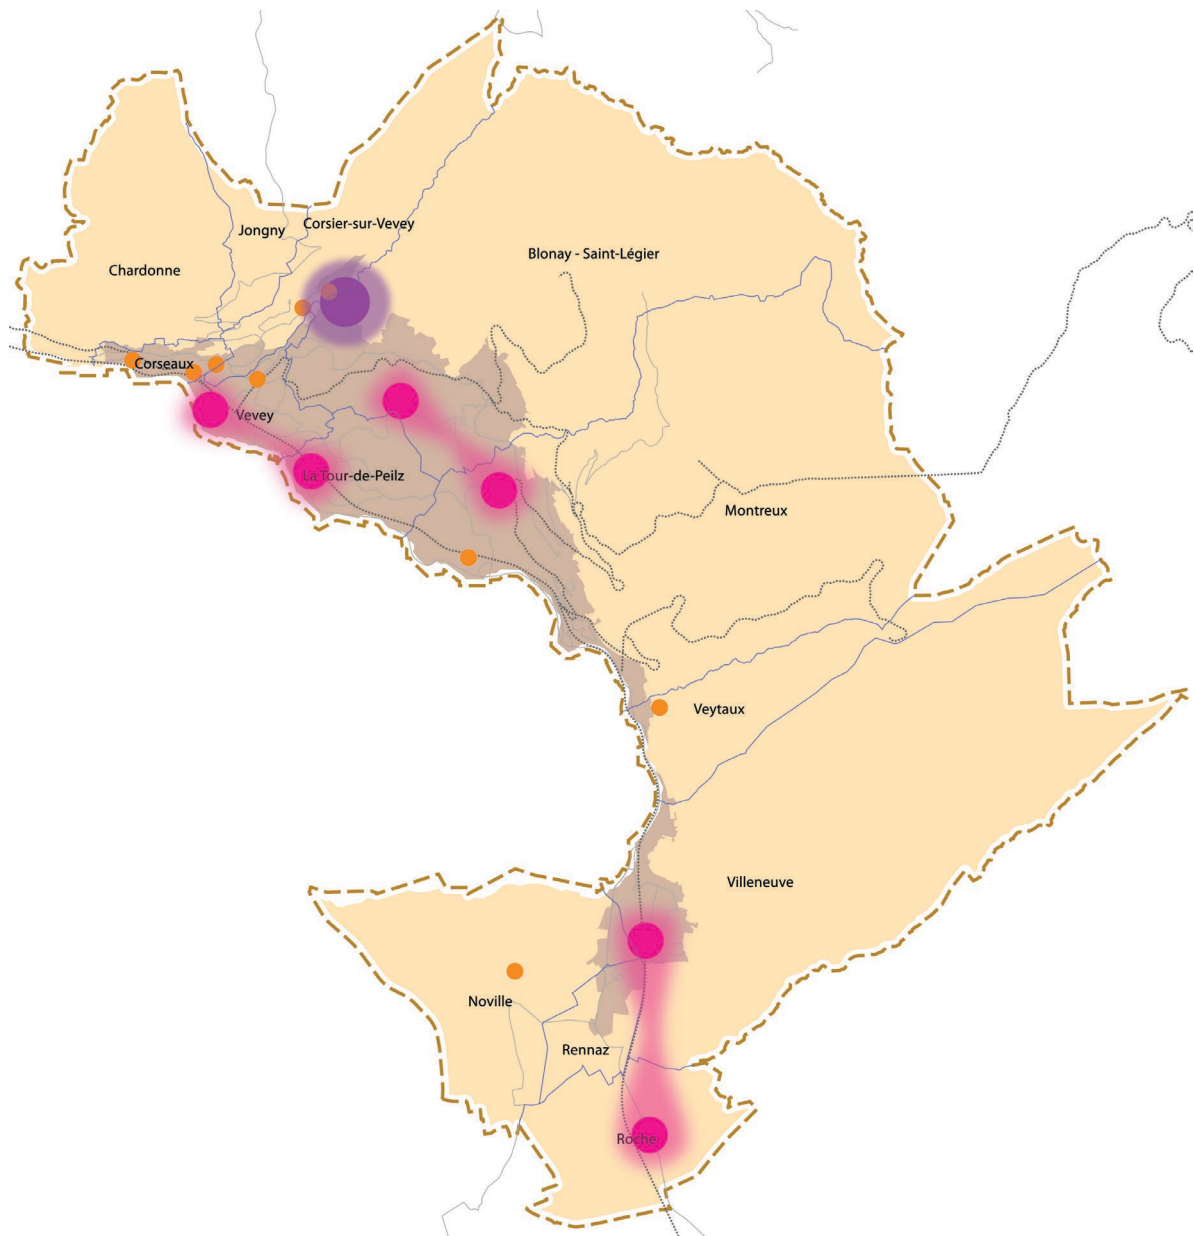 Jongny
Corsier-sur-Vevey
Chardonne
Blonay - Saint-Légier
Corseaux
Vevey
La Tour-de-Peilz
Montreux
Veytaux
Villeneuve
Noville
Rennaz
Roche